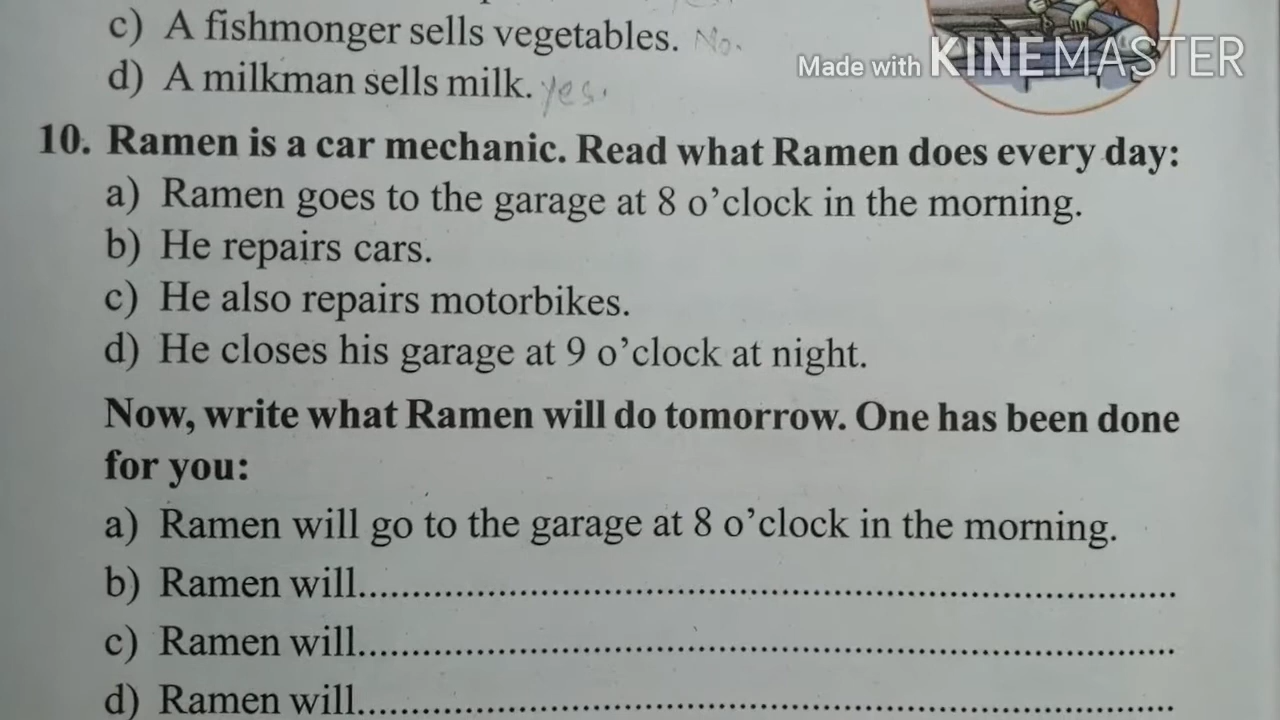 c) A fishmonger sells vegetables. No.
Made with KINEMASTER
d) A milkman sells milk. yes.
10. Ramen is a car mechanic. Read what Ramen does every day:
a) Ramen goes to the garage at 8 o’clock in the morning.
b) He repairs cars.
c) He also repairs motorbikes.
d) He closes his garage at 9 o’clock at night.
Now, write what Ramen will do tomorrow. One has been done
for you:
a) Ramen will go to the garage at 8 o’clock in the morning.
b) Ramen will..............................................................................
c) Ramen will..............................................................................
d) Ramen will..............................................................................